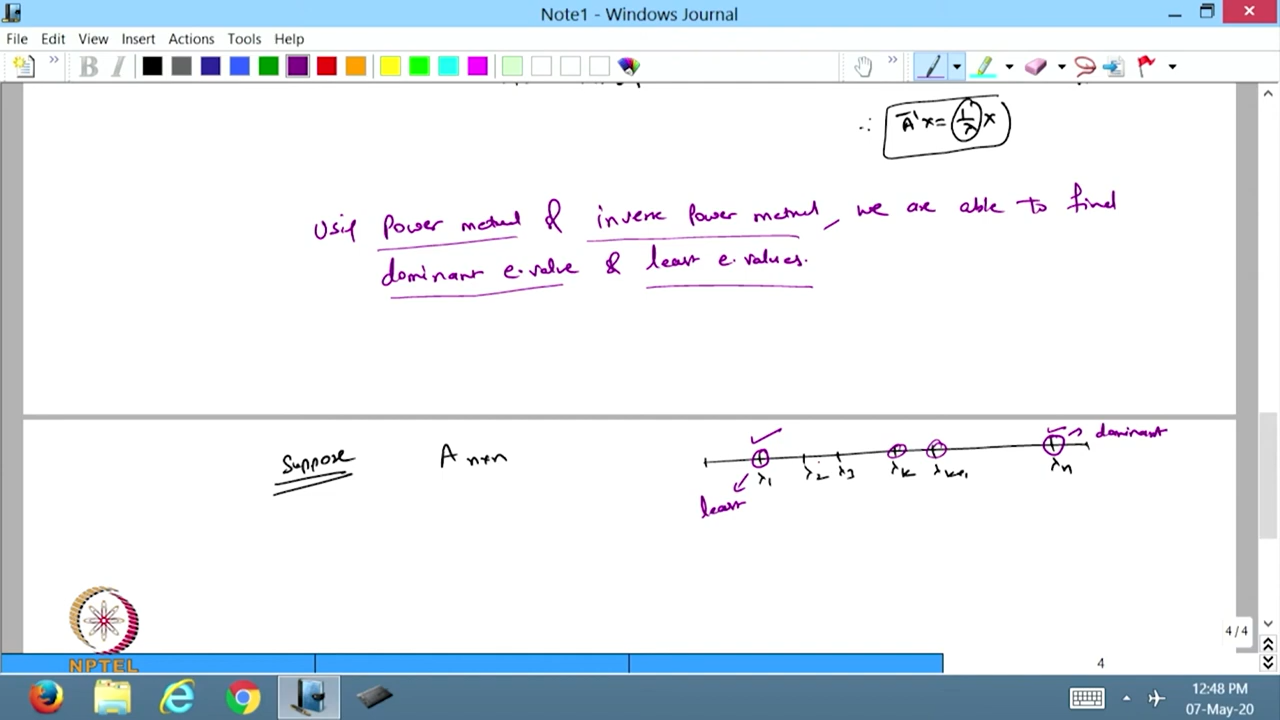 Note1 - Windows Journal
File Edit View Insert Actions Tools Help
∴ A⁻¹x = (1/λ) x
Using Power method & inverse Power method, we are able to find
dominant e.value & least e.values.
Suppose A n×n
dominant
λ1 λ2 λ3 λk λk+1 λn
least
4 / 4
NPTEL
4
12:48 PM
07-May-20